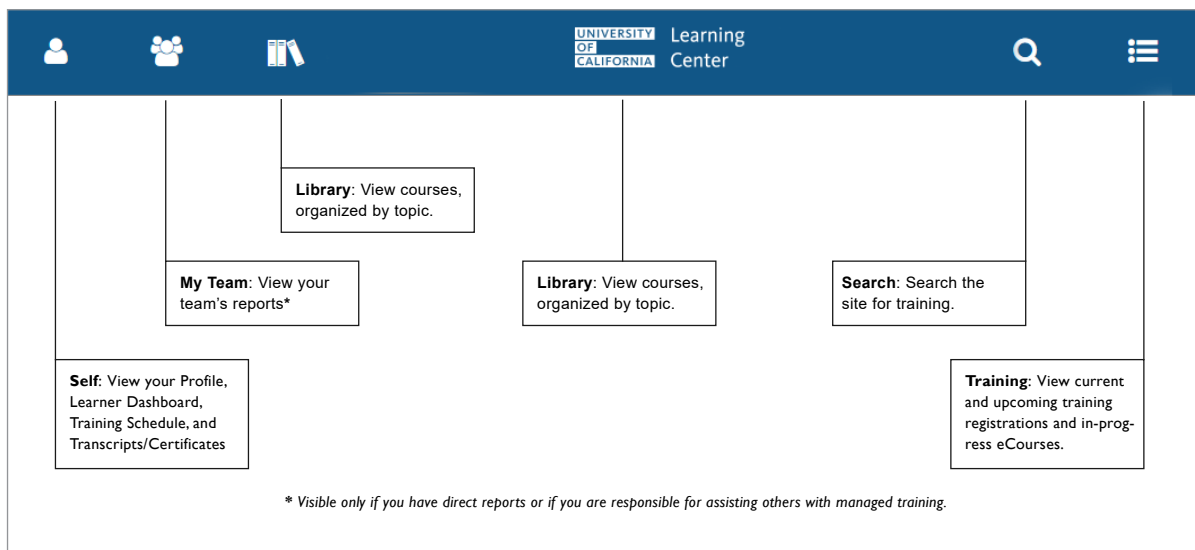 UNIVERSITY
OF
CALIFORNIA
Learning
Center
Library: View courses,
organized by topic.
My Team: View your
team's reports*
Library: View courses,
organized by topic.
Search: Search the
site for training.
Self: View your Profile,
Learner Dashboard,
Training Schedule, and
Transcripts/Certificates
Training: View current
and upcoming training
registrations and in-prog-
ress eCourses.
* Visible only if you have direct reports or if you are responsible for assisting others with managed training.